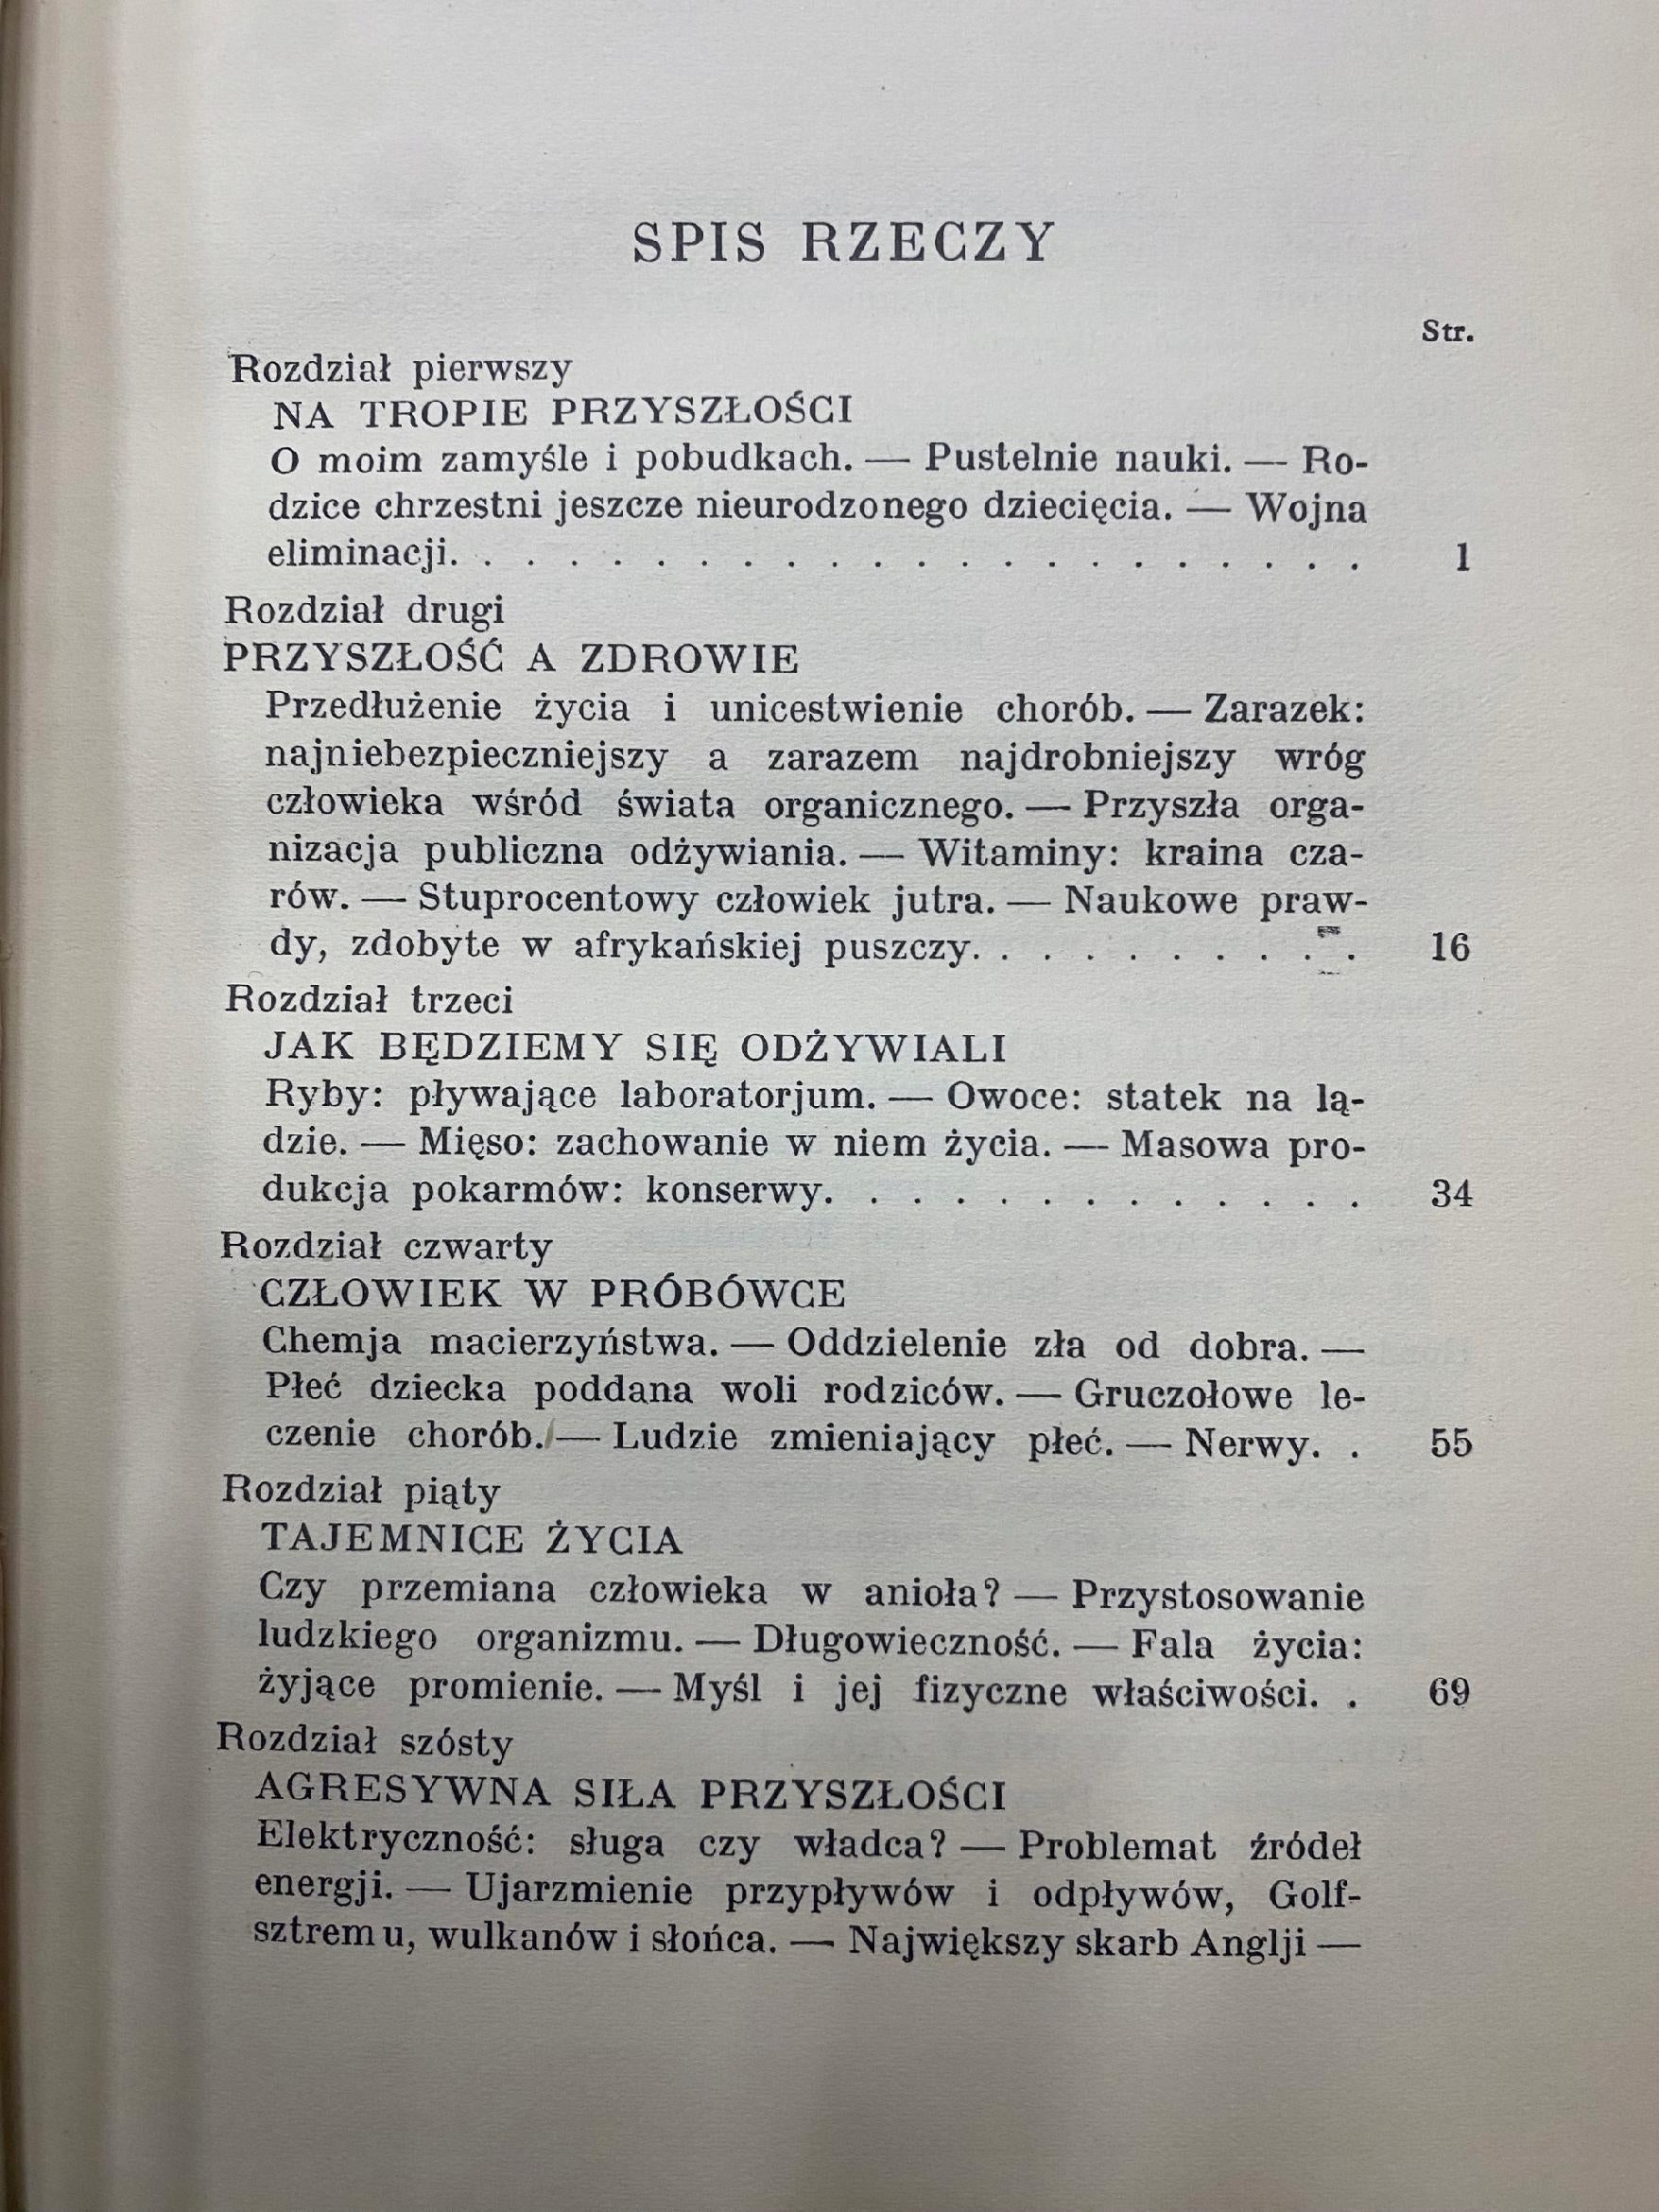 SPIS RZECZY
Str.
Rozdział pierwszy
NA TROPIE PRZYSZŁOŚCI
O moim zamyśle i pobudkach. — Pustelnie nauki. — Ro-
dzice chrzestni jeszcze nieurodzonego dziecięcia. — Wojna
eliminacji. . . . . . . . . . . . . . . . . . . . . . 1
Rozdział drugi
PRZYSZŁOŚĆ A ZDROWIE
Przedłużenie życia i unicestwienie chorób. — Zarazek:
najniebezpieczniejszy a zarazem najdrobniejszy wróg
człowieka wśród świata organicznego. — Przyszła orga-
nizacja publiczna odżywiania. — Witaminy: kraina cza-
rów. — Stuprocentowy człowiek jutra. — Naukowe praw-
dy, zdobyte w afrykańskiej puszczy. . . . . . . . . . 16
Rozdział trzeci
JAK BĘDZIEMY SIĘ ODŻYWIALI
Ryby: pływające laboratorjum. — Owoce: statek na lą-
dzie. — Mięso: zachowanie w niem życia. — Masowa pro-
dukcja pokarmów: konserwy. . . . . . . . . . . . . 34
Rozdział czwarty
CZŁOWIEK W PRÓBÓWCE
Chemja macierzyństwa. — Oddzielenie zła od dobra. —
Płeć dziecka poddana woli rodziców. — Gruczołowe le-
czenie chorób. — Ludzie zmieniający płeć. — Nerwy. . 55
Rozdział piąty
TAJEMNICE ŻYCIA
Czy przemiana człowieka w anioła? — Przystosowanie
ludzkiego organizmu. — Długowieczność. — Fala życia:
żyjące promienie. — Myśl i jej fizyczne właściwości. . 69
Rozdział szósty
AGRESYWNA SIŁA PRZYSZŁOŚCI
Elektryczność: sługa czy władca? — Problemat źródeł
energji. — Ujarzmienie przypływów i odpływów, Golf-
sztremu, wulkanów i słońca. — Największy skarb Anglji —